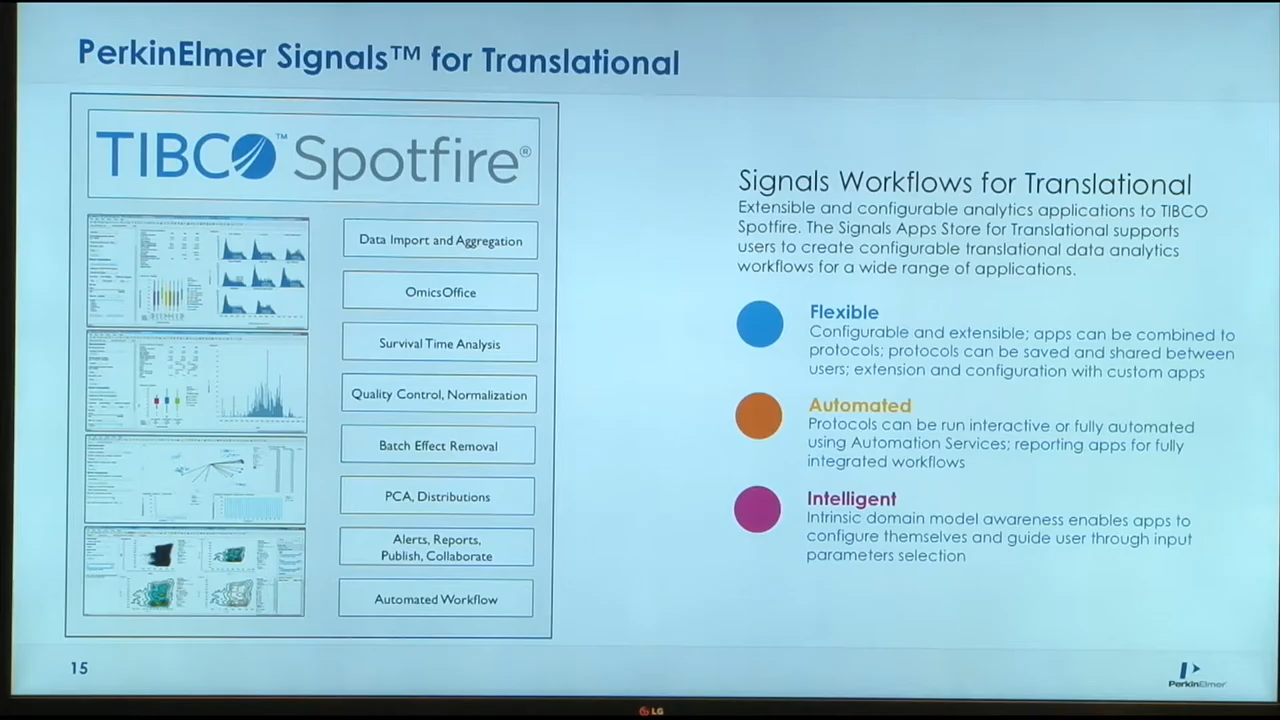 PerkinElmer Signals™ for Translational
TIBCO™ Spotfire®
Data Import and Aggregation
OmicsOffice
Survival Time Analysis
Quality Control, Normalization
Batch Effect Removal
PCA, Distributions
Alerts, Reports,
Publish, Collaborate
Automated Workflow
Signals Workflows for Translational
Extensible and configurable analytics applications to TIBCO
Spotfire. The Signals Apps Store for Translational supports
users to create configurable translational data analytics
workflows for a wide range of applications.
Flexible
Configurable and extensible; apps can be combined to
protocols; protocols can be saved and shared between
users; extension and configuration with custom apps
Automated
Protocols can be run interactive or fully automated
using Automation Services; reporting apps for fully
integrated workflows
Intelligent
Intrinsic domain model awareness enables apps to
configure themselves and guide user through input
parameters selection
15
PerkinElmer
LG